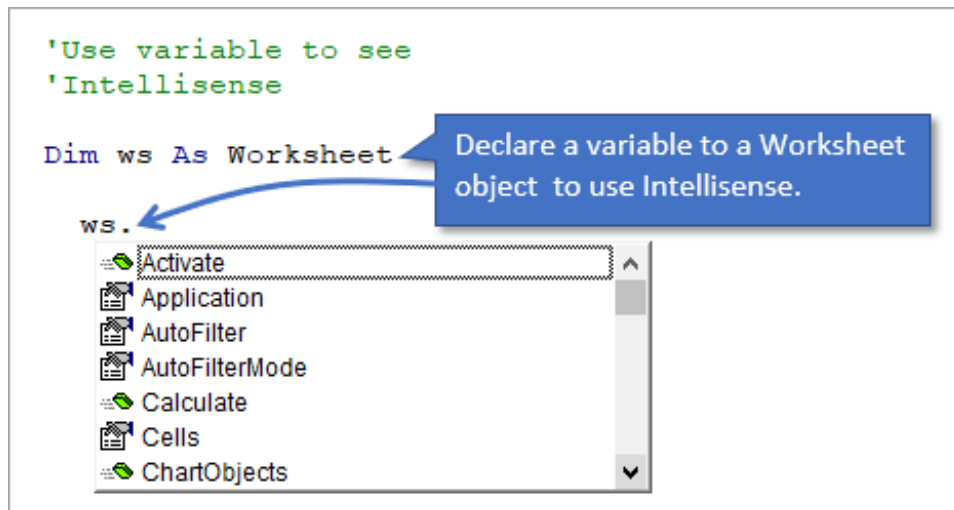 'Use variable to see
'Intellisense
Dim ws As Worksheet
Declare a variable to a Worksheet
object to use Intellisense.
ws.
Activate
Application
AutoFilter
AutoFilterMode
Calculate
Cells
ChartObjects